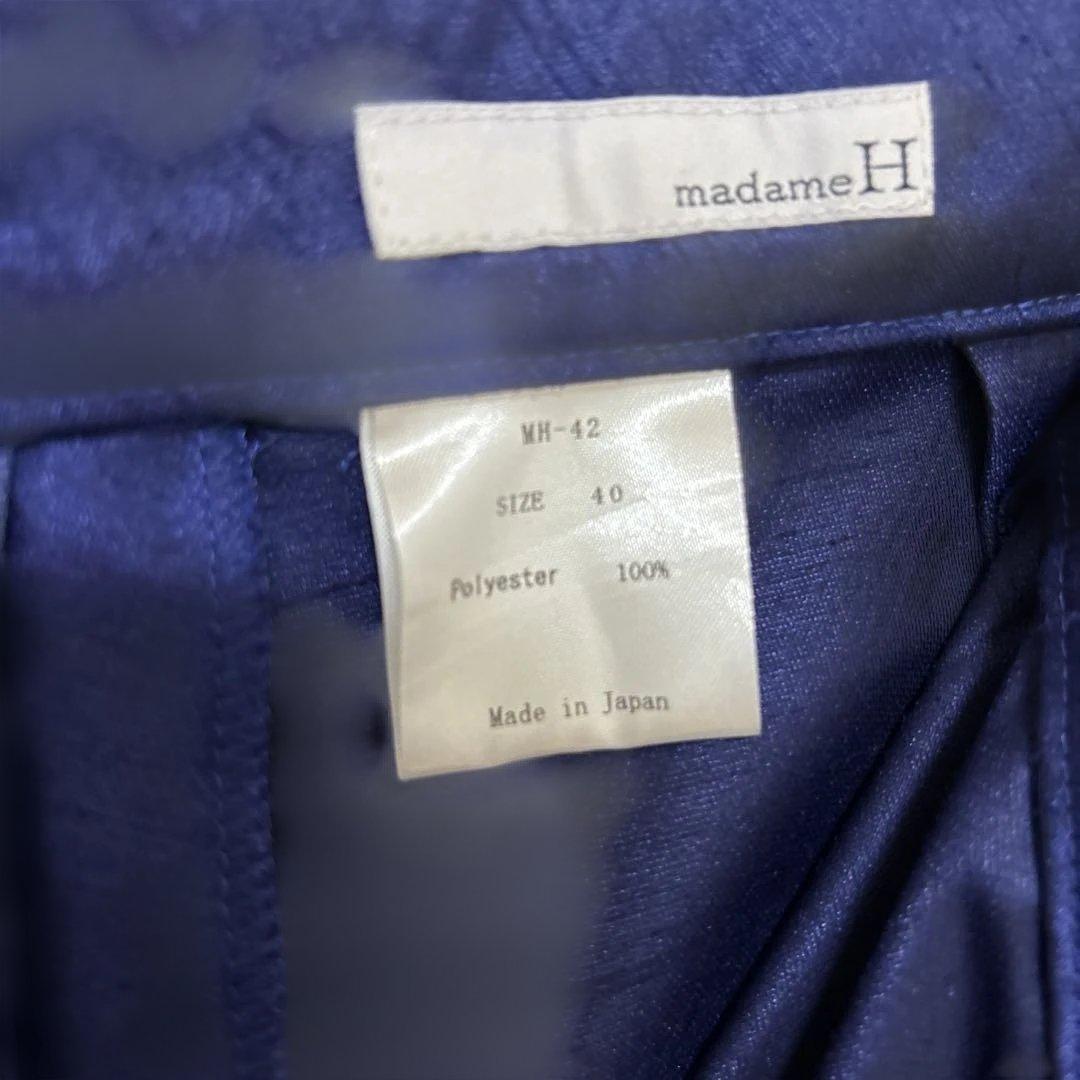 madame H
MH-42
SIZE 40
Polyester 100%
Made in Japan